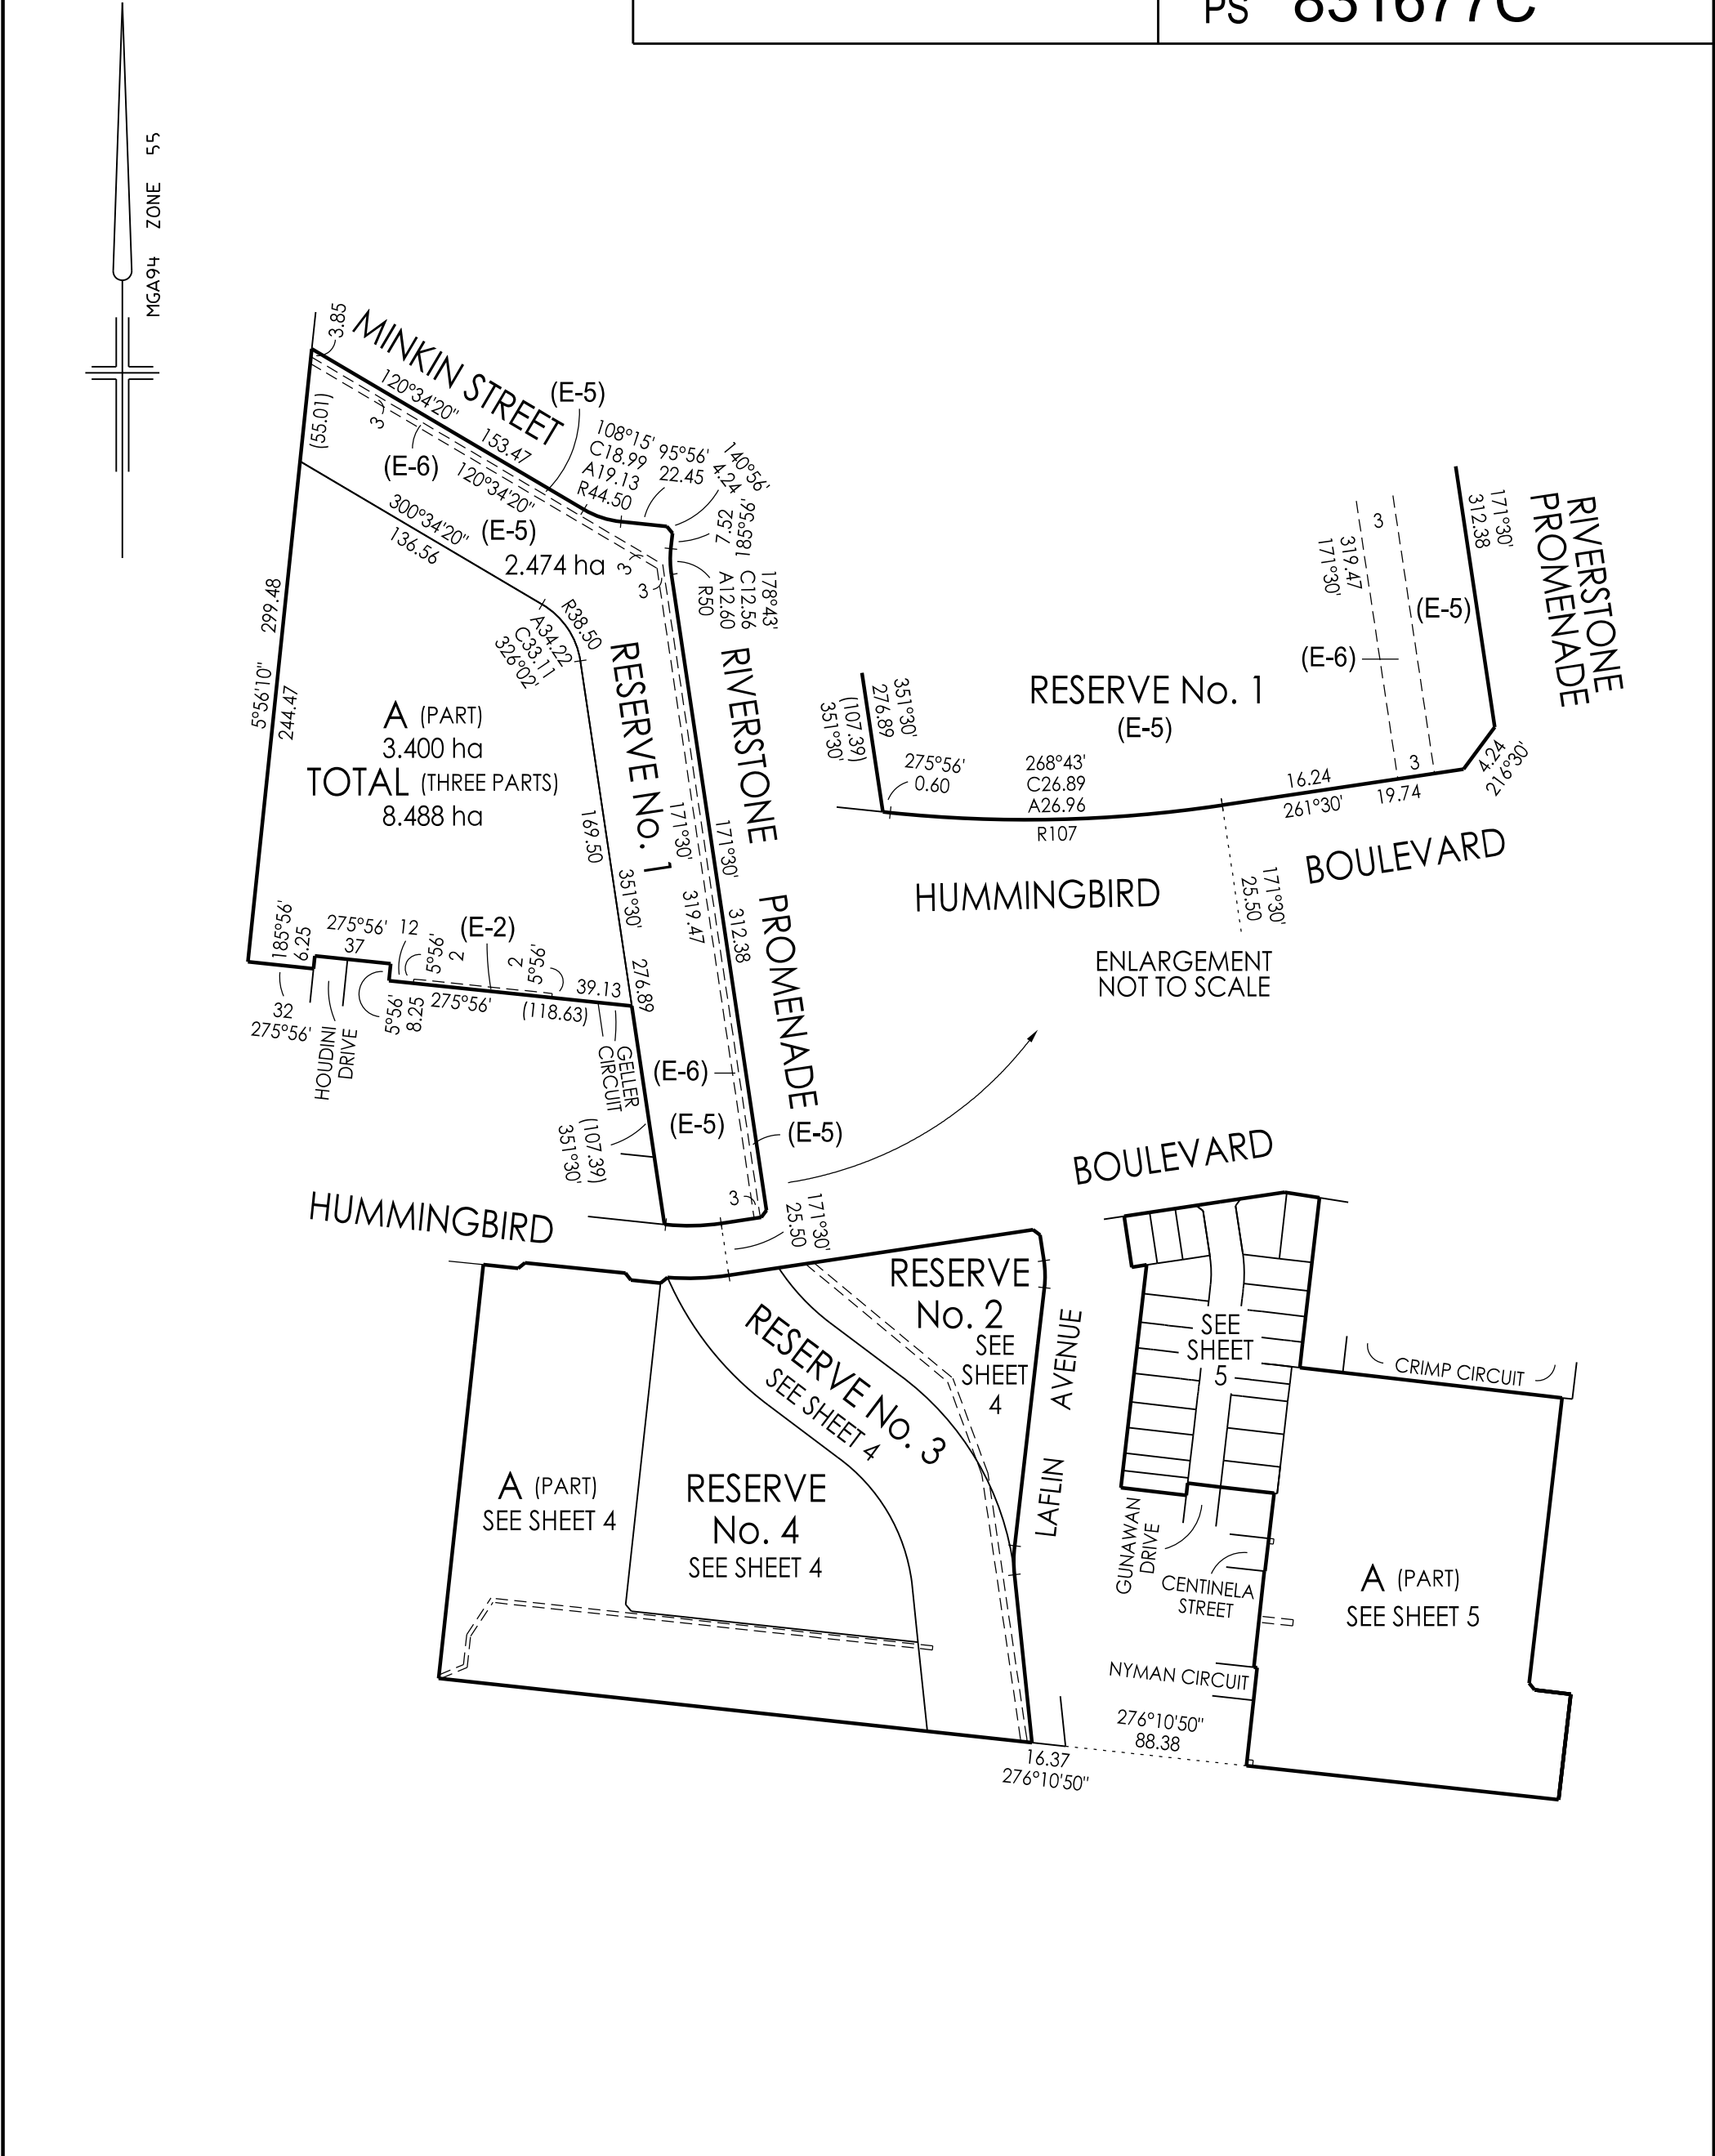 PS 831677C
MGA94 ZONE 55
3.85
MINKIN STREET
120°34'20"
153.47
(E-5)
(55.01)
3
(E-6)
120°34'20"
108°15'
C18.99
A19.13
R44.50
95°56'
22.45
140°56'
4.24
185°56'
7.52
178°43'
C12.56
A12.60
R50
300°34'20"
136.56
(E-5)
2.474 ha
3
3
R38.50
A34.22
C33.11
326°02'
299.48
5°56'10"
244.47
A (PART)
3.400 ha
TOTAL (THREE PARTS)
8.488 ha
RESERVE No. 1
RIVERSTONE PROMENADE
169.50
351°30'
276.89
171°30'
319.47
171°30'
312.38
185°56'
6.25
275°56'
37
12
(E-2)
5°56'
2
2
5°56'
39.13
32
275°56'
5°56'
8.25
275°56'
(118.63)
HOUDINI
DRIVE
GELLER
CIRCUIT
(E-6)
(E-5)
(E-5)
(107.39)
351°30'
3
171°30'
25.50
RIVERSTONE
PROMENADE
171°30'
312.38
3
319.47
171°30'
(E-5)
(E-6)
RESERVE No. 1
(E-5)
351°30'
276.89
(107.39)
351°30'
275°56'
0.60
268°43'
C26.89
A26.96
R107
16.24
3
261°30'
19.74
4.24
216°30'
HUMMINGBIRD BOULEVARD
171°30'
25.50
ENLARGEMENT
NOT TO SCALE
HUMMINGBIRD
BOULEVARD
RESERVE
No. 2
SEE
SHEET
4
RESERVE No. 3
SEE SHEET 4
LAFLIN AVENUE
SEE
SHEET
5
CRIMP CIRCUIT
A (PART)
SEE SHEET 4
RESERVE
No. 4
SEE SHEET 4
GUNAWAN
DRIVE
CENTINELA
STREET
A (PART)
SEE SHEET 5
NYMAN CIRCUIT
276°10'50"
88.38
16.37
276°10'50"